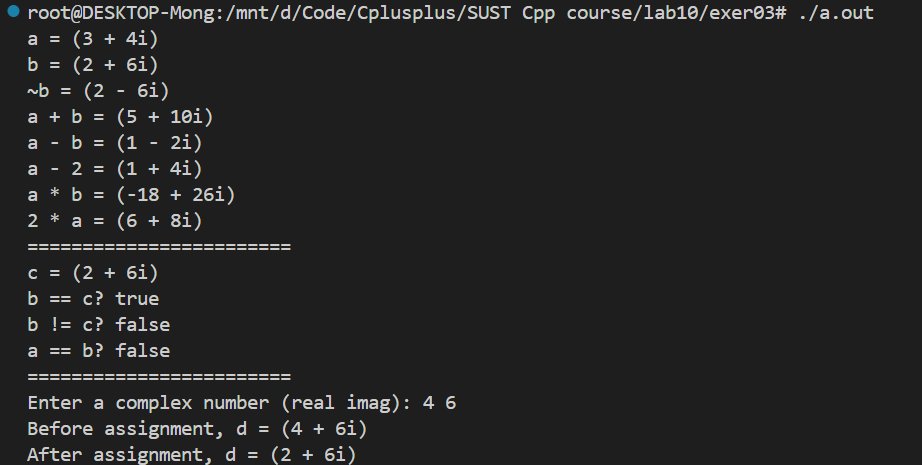 root@DESKTOP-Mong:/mnt/d/Code/Cplusplus/SUST Cpp course/lab10/exer03# ./a.out
a = (3 + 4i)
b = (2 + 6i)
~b = (2 - 6i)
a + b = (5 + 10i)
a - b = (1 - 2i)
a - 2 = (1 + 4i)
a * b = (-18 + 26i)
2 * a = (6 + 8i)
========================
c = (2 + 6i)
b == c? true
b != c? false
a == b? false
========================
Enter a complex number (real imag): 4 6
Before assignment, d = (4 + 6i)
After assignment, d = (2 + 6i)